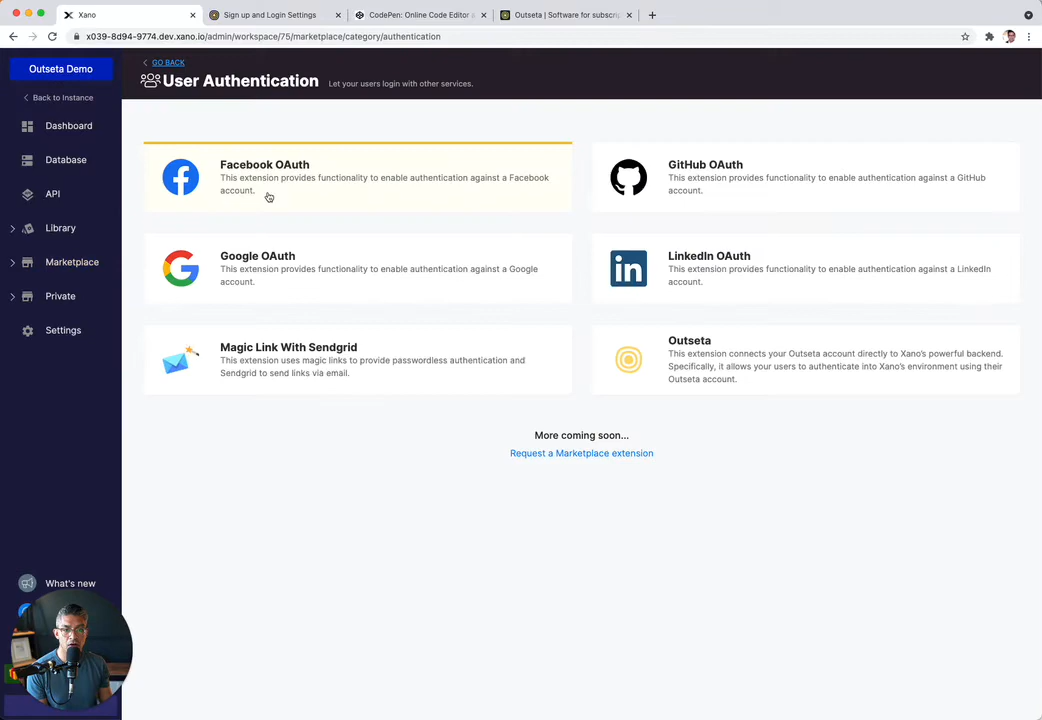 Xano
Sign up and Login Settings
CodePen: Online Code Editor
Outseta | Software for subscrip
x039-8d94-9774.dev.xano.io/admin/workspace/75/marketplace/category/authentication
Outseta Demo
Back to Instance
Dashboard
Database
API
Library
Marketplace
Private
Settings
What's new
GO BACK
User Authentication
Let your users login with other services.
Facebook OAuth
This extension provides functionality to enable authentication against a Facebook
account.
GitHub OAuth
This extension provides functionality to enable authentication against a GitHub
account.
Google OAuth
This extension provides functionality to enable authentication against a Google
account.
LinkedIn OAuth
This extension provides functionality to enable authentication against a LinkedIn
account.
Magic Link With Sendgrid
This extension uses magic links to provide passwordless authentication and
Sendgrid to send links via email.
Outseta
This extension connects your Outseta account directly to Xano's powerful backend.
Specifically, it allows your users to authenticate into Xano's environment using their
Outseta account.
More coming soon...
Request a Marketplace extension